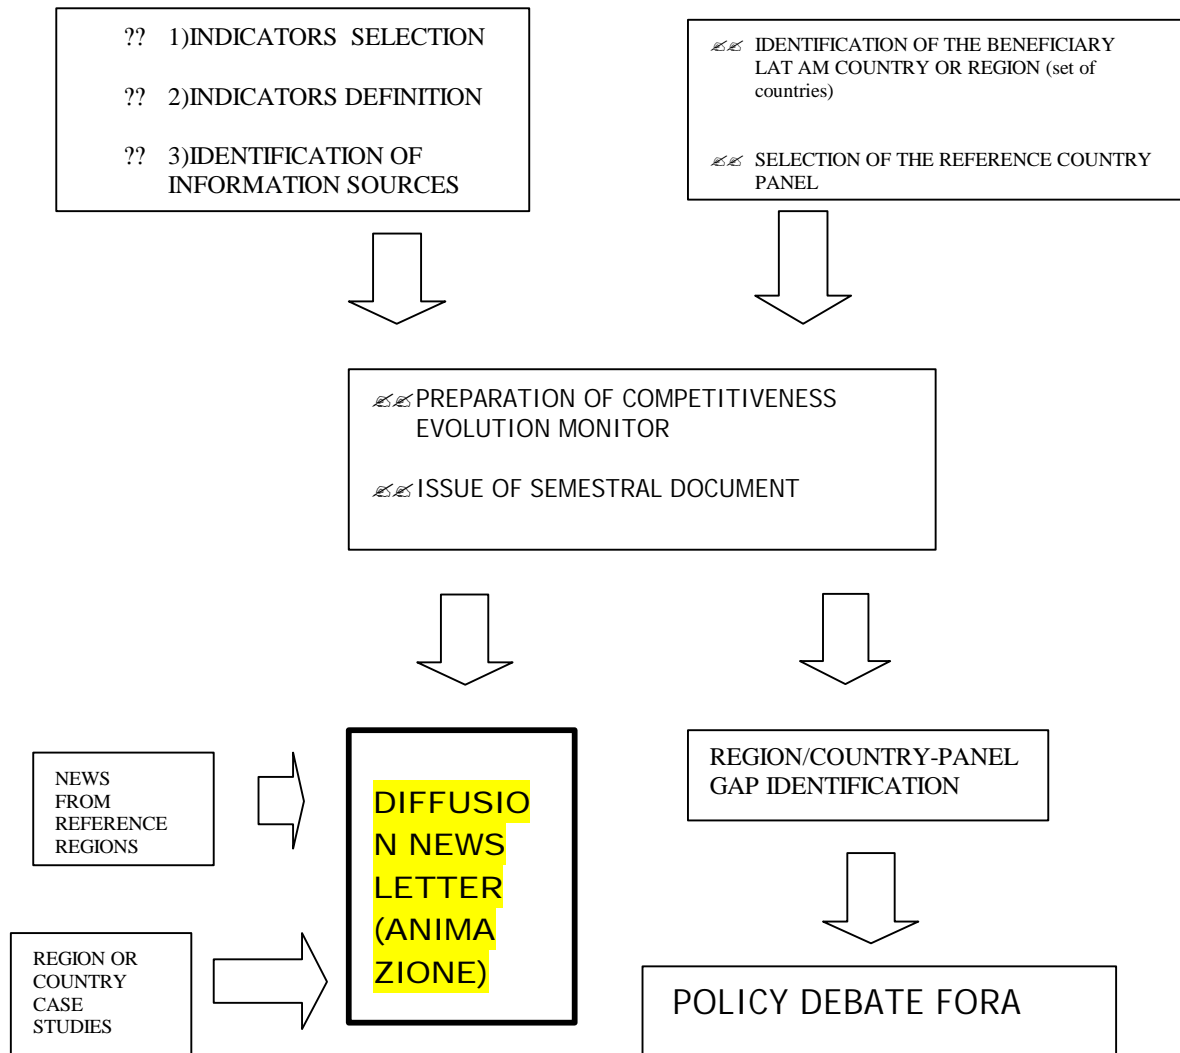 ?? 1)INDICATORS SELECTION
?? 2)INDICATORS DEFINITION
?? 3)IDENTIFICATION OF
INFORMATION SOURCES
✍✍ IDENTIFICATION OF THE BENEFICIARY
LAT AM COUNTRY OR REGION (set of
countries)
✍✍ SELECTION OF THE REFERENCE COUNTRY
PANEL
✍✍PREPARATION OF COMPETITIVENESS
EVOLUTION MONITOR
✍✍ISSUE OF SEMESTRAL DOCUMENT
NEWS
FROM
REFERENCE
REGIONS
DIFFUSIO
N NEWS
LETTER
(ANIMA
ZIONE)
REGION/COUNTRY-PANEL
GAP IDENTIFICATION
REGION OR
COUNTRY
CASE
STUDIES
POLICY DEBATE FORA